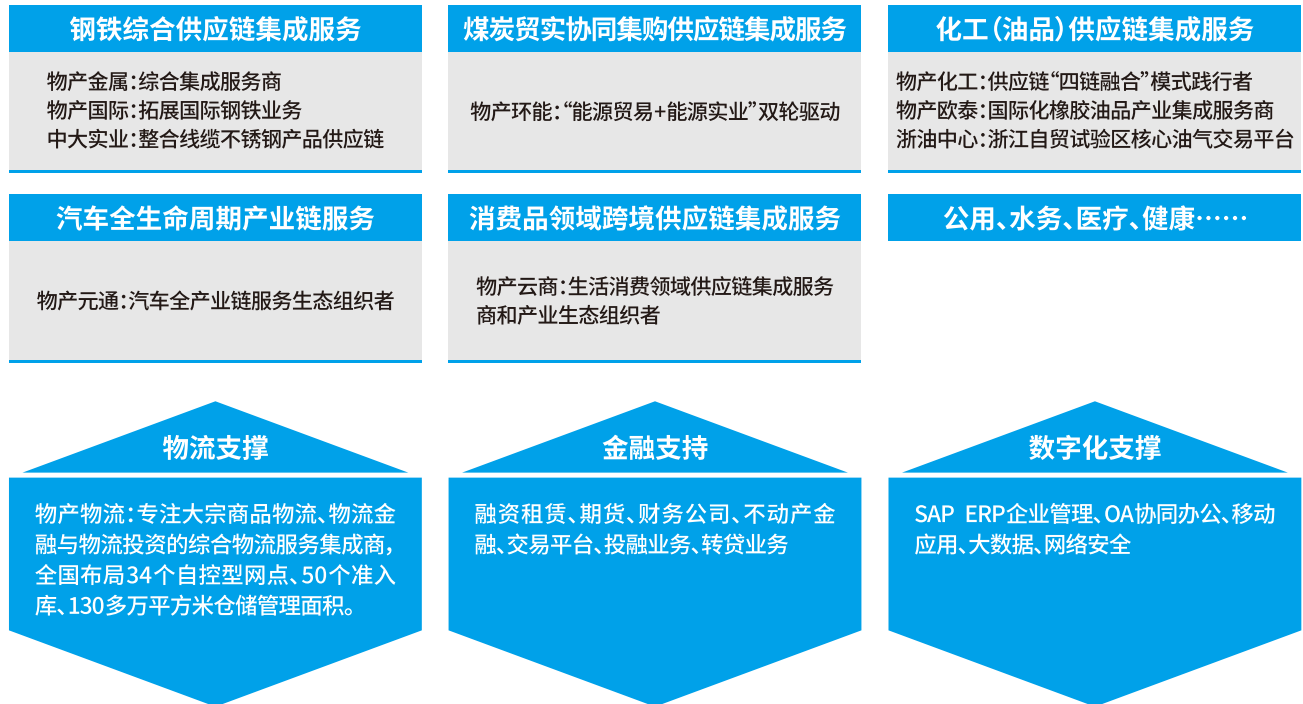 钢铁综合供应链集成服务
物产金属：综合集成服务商
物产国际：拓展国际钢铁业务
中大实业：整合线缆不锈钢产品供应链
煤炭贸实协同集购供应链集成服务
物产环能：“能源贸易+能源实业”双轮驱动
化工（油品）供应链集成服务
物产化工：供应链“四链融合”模式践行者
物产欧泰：国际化橡胶油品产业集成服务商
浙油中心：浙江自贸试验区核心油气交易平台
汽车全生命周期产业链服务
物产元通：汽车全产业链服务生态组织者
消费品领域跨境供应链集成服务
物产云商：生活消费领域供应链集成服务
商和产业生态组织者
公用、水务、医疗、健康……
物流支撑
物产物流：专注大宗商品物流、物流金
融与物流投资的综合物流服务集成商，
全国布局34个自控型网点、50个准入
库、130多万平方米仓储管理面积。
金融支持
融资租赁、期货、财务公司、不动产金
融、交易平台、投融业务、转贷业务
数字化支撑
SAP ERP企业管理、OA协同办公、移动
应用、大数据、网络安全